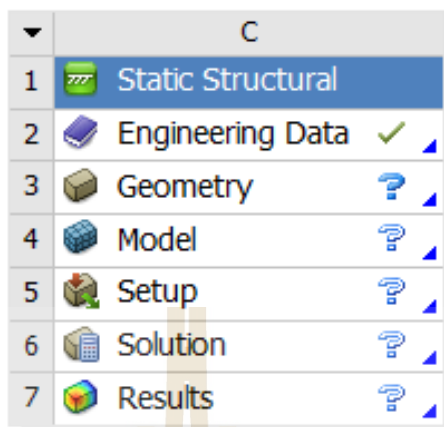 C
1 Static Structural
2 Engineering Data
3 Geometry ?
4 Model ?
5 Setup ?
6 Solution ?
7 Results ?